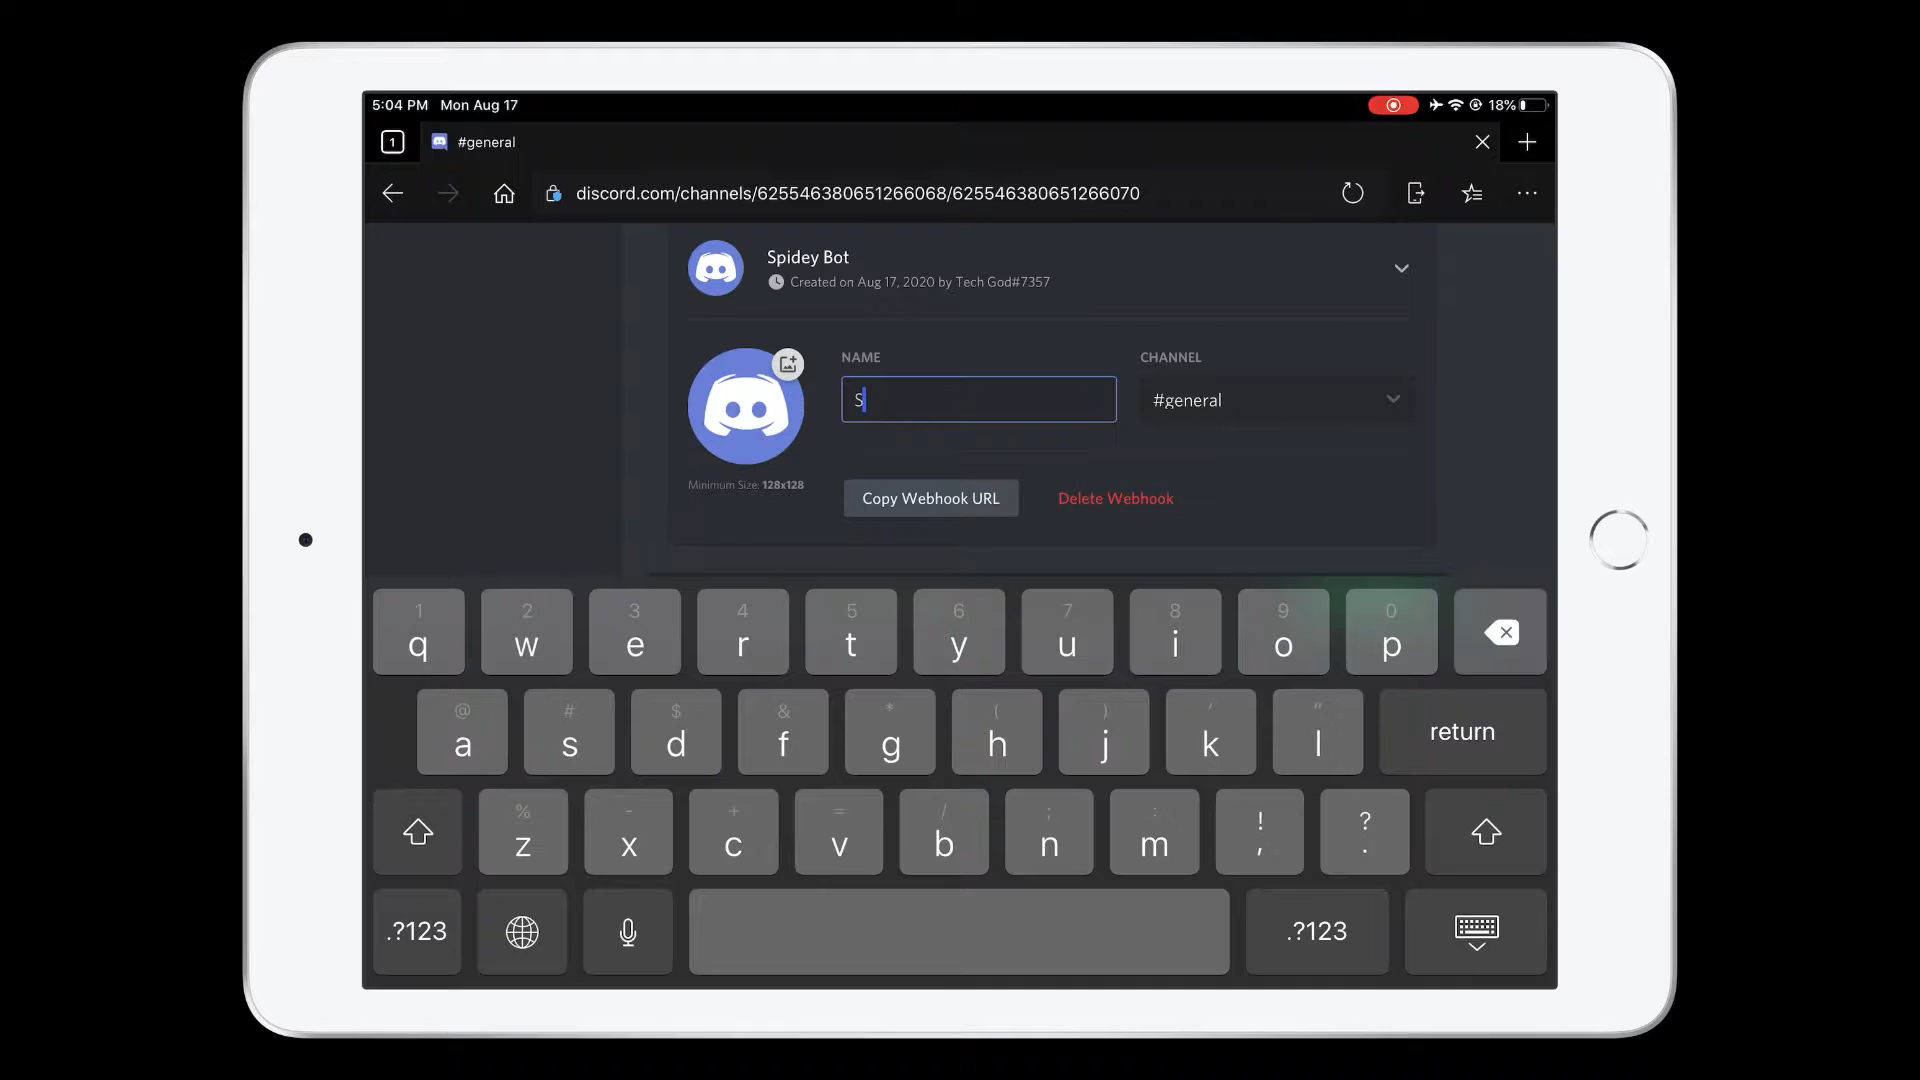 5:04 PM Mon Aug 17
18%
1 #general
discord.com/channels/625546380651266068/625546380651266070
Spidey Bot
Created on Aug 17, 2020 by Tech God#7357
NAME
CHANNEL
S
#general
Minimum Size: 128x128
Copy Webhook URL
Delete Webhook
1 2 3 4 5 6 7 8 9 0
q w e r t y u i o p
@ # $ & * ( ) ' "
a s d f g h j k l return
% - + = / ; : ! ?
z x c v b n m , .
.?123 .?123